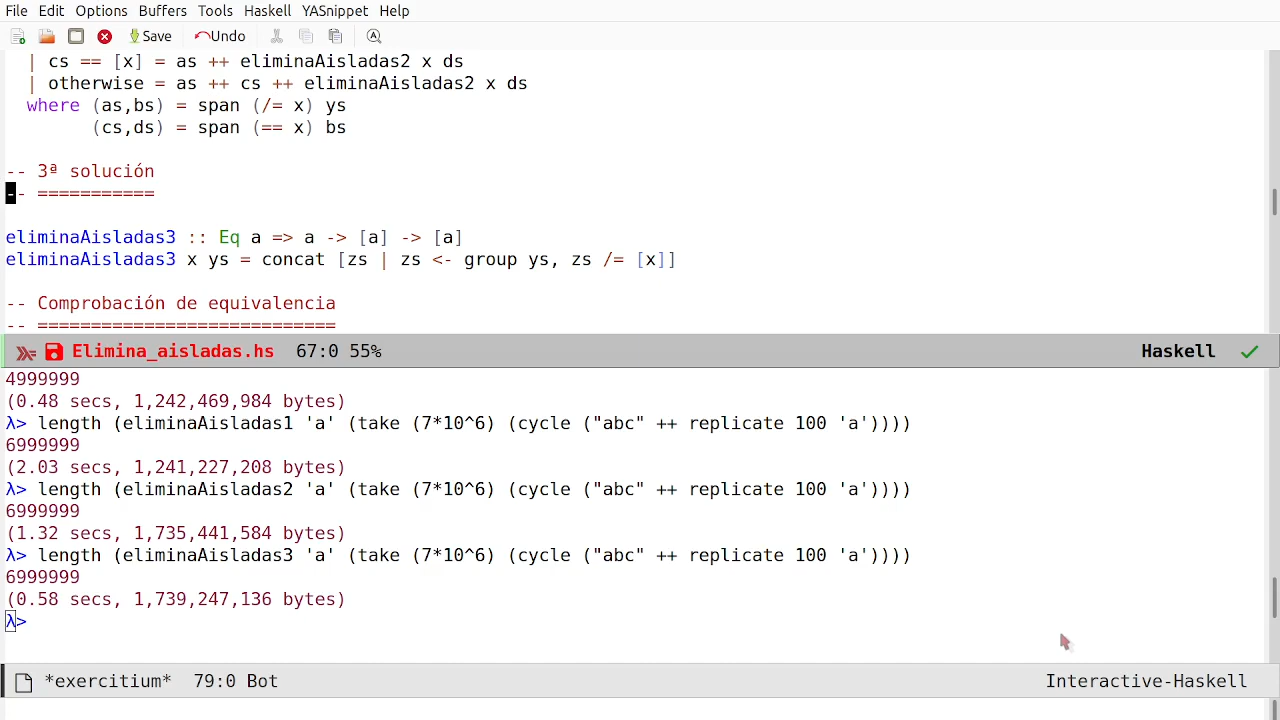 File Edit Options Buffers Tools Haskell YASnippet Help
Save Undo
| cs == [x] = as ++ eliminaAisladas2 x ds
| otherwise = as ++ cs ++ eliminaAisladas2 x ds
where (as,bs) = span (/= x) ys
(cs,ds) = span (== x) bs
-- 3ª solución
-- ===========
eliminaAisladas3 :: Eq a => a -> [a] -> [a]
eliminaAisladas3 x ys = concat [zs | zs <- group ys, zs /= [x]]
-- Comprobación de equivalencia
-- ============================
Elimina_aisladas.hs 67:0 55% Haskell ✓
4999999
(0.48 secs, 1,242,469,984 bytes)
λ> length (eliminaAisladas1 'a' (take (7*10^6) (cycle ("abc" ++ replicate 100 'a'))))
6999999
(2.03 secs, 1,241,227,208 bytes)
λ> length (eliminaAisladas2 'a' (take (7*10^6) (cycle ("abc" ++ replicate 100 'a'))))
6999999
(1.32 secs, 1,735,441,584 bytes)
λ> length (eliminaAisladas3 'a' (take (7*10^6) (cycle ("abc" ++ replicate 100 'a'))))
6999999
(0.58 secs, 1,739,247,136 bytes)
λ>
*exercitium* 79:0 Bot Interactive-Haskell